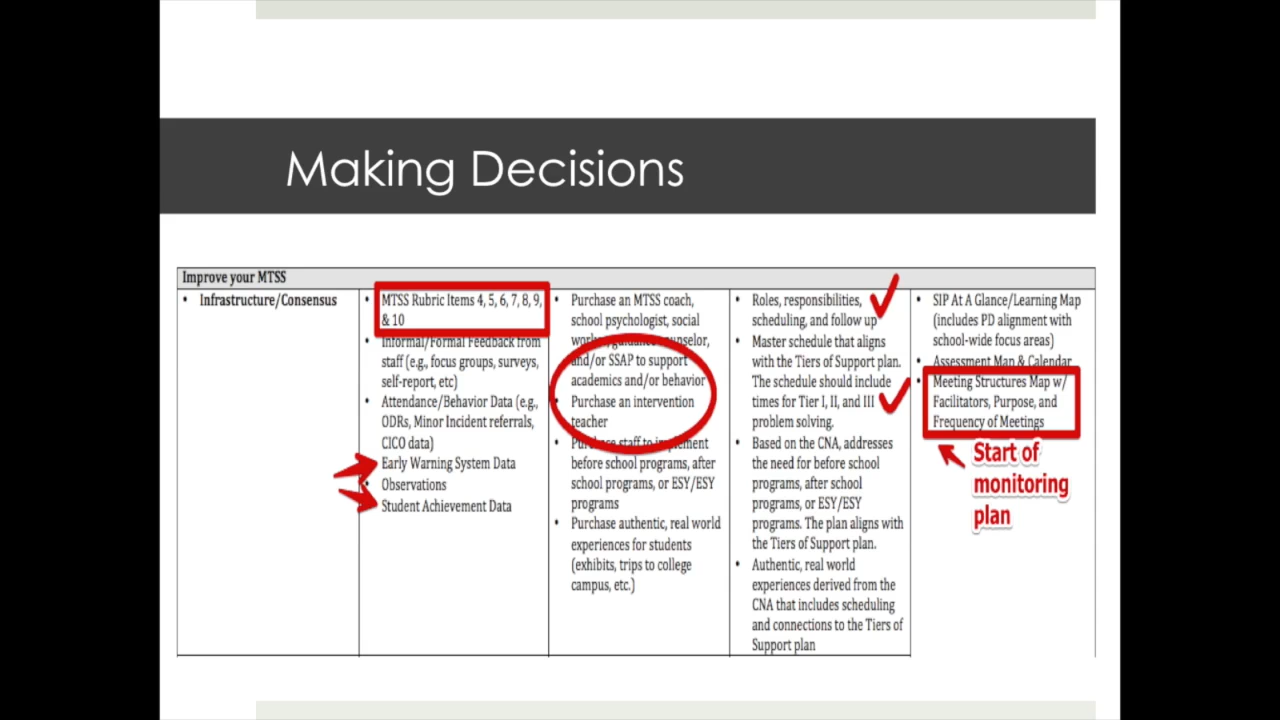 Making Decisions
Improve your MTSS
• Infrastructure/Consensus
• MTSS Rubric Items 4, 5, 6, 7, 8, 9,
& 10
• Informal/Formal Feedback from
staff (e.g., focus groups, surveys,
self-report, etc)
• Attendance/Behavior Data (e.g.,
ODRs, Minor Incident referrals,
CICO data)
• Early Warning System Data
• Observations
• Student Achievement Data
• Purchase an MTSS coach,
school psychologist, social
worker, guidance counselor,
and/or SSAP to support
academics and/or behavior
• Purchase an intervention
teacher
• Purchase staff to implement
before school programs, after
school programs, or ESY/ESY
programs
• Purchase authentic, real world
experiences for students
(exhibits, trips to college
campus, etc.)
• Roles, responsibilities,
scheduling, and follow up
• Master schedule that aligns
with the Tiers of Support plan.
The schedule should include
times for Tier I, II, and III
problem solving.
• Based on the CNA, addresses
the need for before school
programs, after school
programs, or ESY/ESY
programs. The plan aligns with
the Tiers of Support plan.
• Authentic, real world
experiences derived from the
CNA that includes scheduling
and connections to the Tiers of
Support plan
• SIP At A Glance/Learning Map
(includes PD alignment with
school-wide focus areas)
• Assessment Map & Calendar
• Meeting Structures Map w/
Facilitators, Purpose, and
Frequency of Meetings
Start of
monitoring
plan